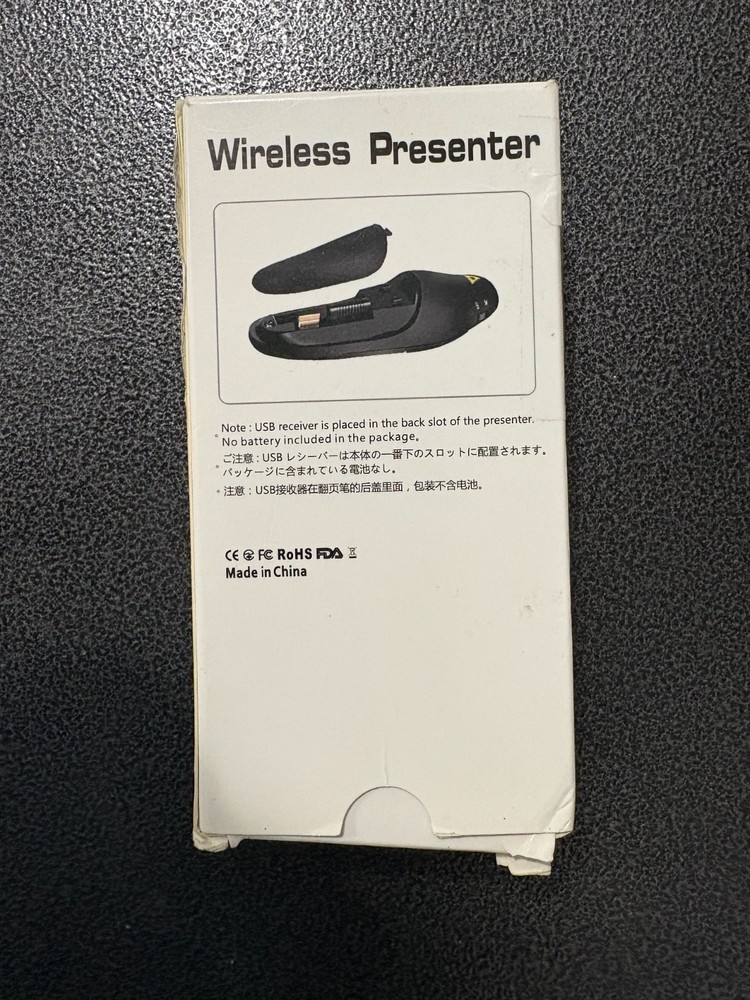 Wireless Presenter
Note : USB receiver is placed in the back slot of the presenter.
No battery included in the package。
ご注意 : USB レシーバーは本体の一番下のスロットに配置されます。
パッケージに含まれている電池なし。
注意：USB接收器在翻页笔的后盖里面，包装不含电池。
CE FC RoHS FDA
Made in China